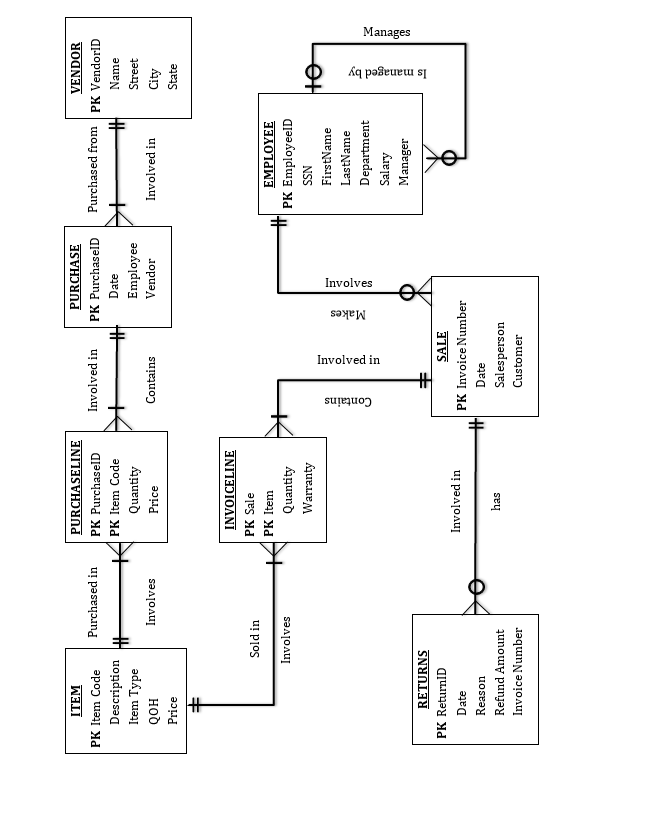 VENDOR
PK VendorID
Name
Street
City
State
Purchased from
Involved in
PURCHASE
PK PurchaseID
Date
Employee
Vendor
Involved in
Contains
PURCHASELINE
PK PurchaseID
PK Item Code
Quantity
Price
Purchased in
Involves
ITEM
PK Item Code
Description
Item Type
QOH
Price
Sold in
Involves
INVOICELINE
PK Sale
PK Item
Quantity
Warranty
Involved in
Contains
Manages
Is managed by
EMPLOYEE
PK EmployeeID
SSN
FirstName
LastName
Department
Salary
Manager
Involves
Makes
SALE
PK Invoice Number
Date
Salesperson
Customer
Involved in
has
RETURNS
PK ReturnID
Date
Reason
Refund Amount
Invoice Number